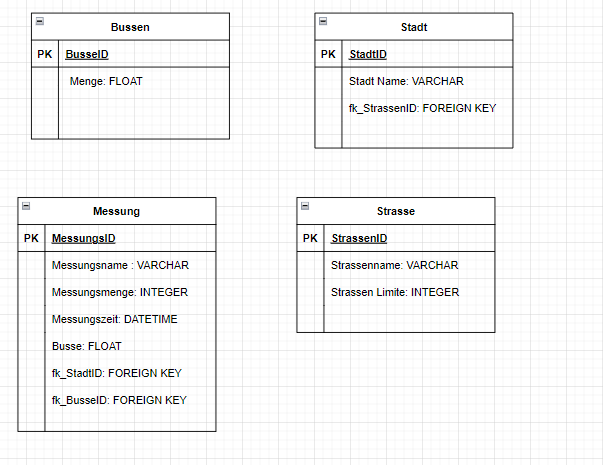 Bussen
PK BusseID
Menge: FLOAT
Stadt
PK StadtID
Stadt Name: VARCHAR
fk_StrassenID: FOREIGN KEY
Messung
PK MessungsID
Messungsname : VARCHAR
Messungsmenge: INTEGER
Messungszeit: DATETIME
Busse: FLOAT
fk_StadtID: FOREIGN KEY
fk_BusseID: FOREIGN KEY
Strasse
PK StrassenID
Strassenname: VARCHAR
Strassen Limite: INTEGER